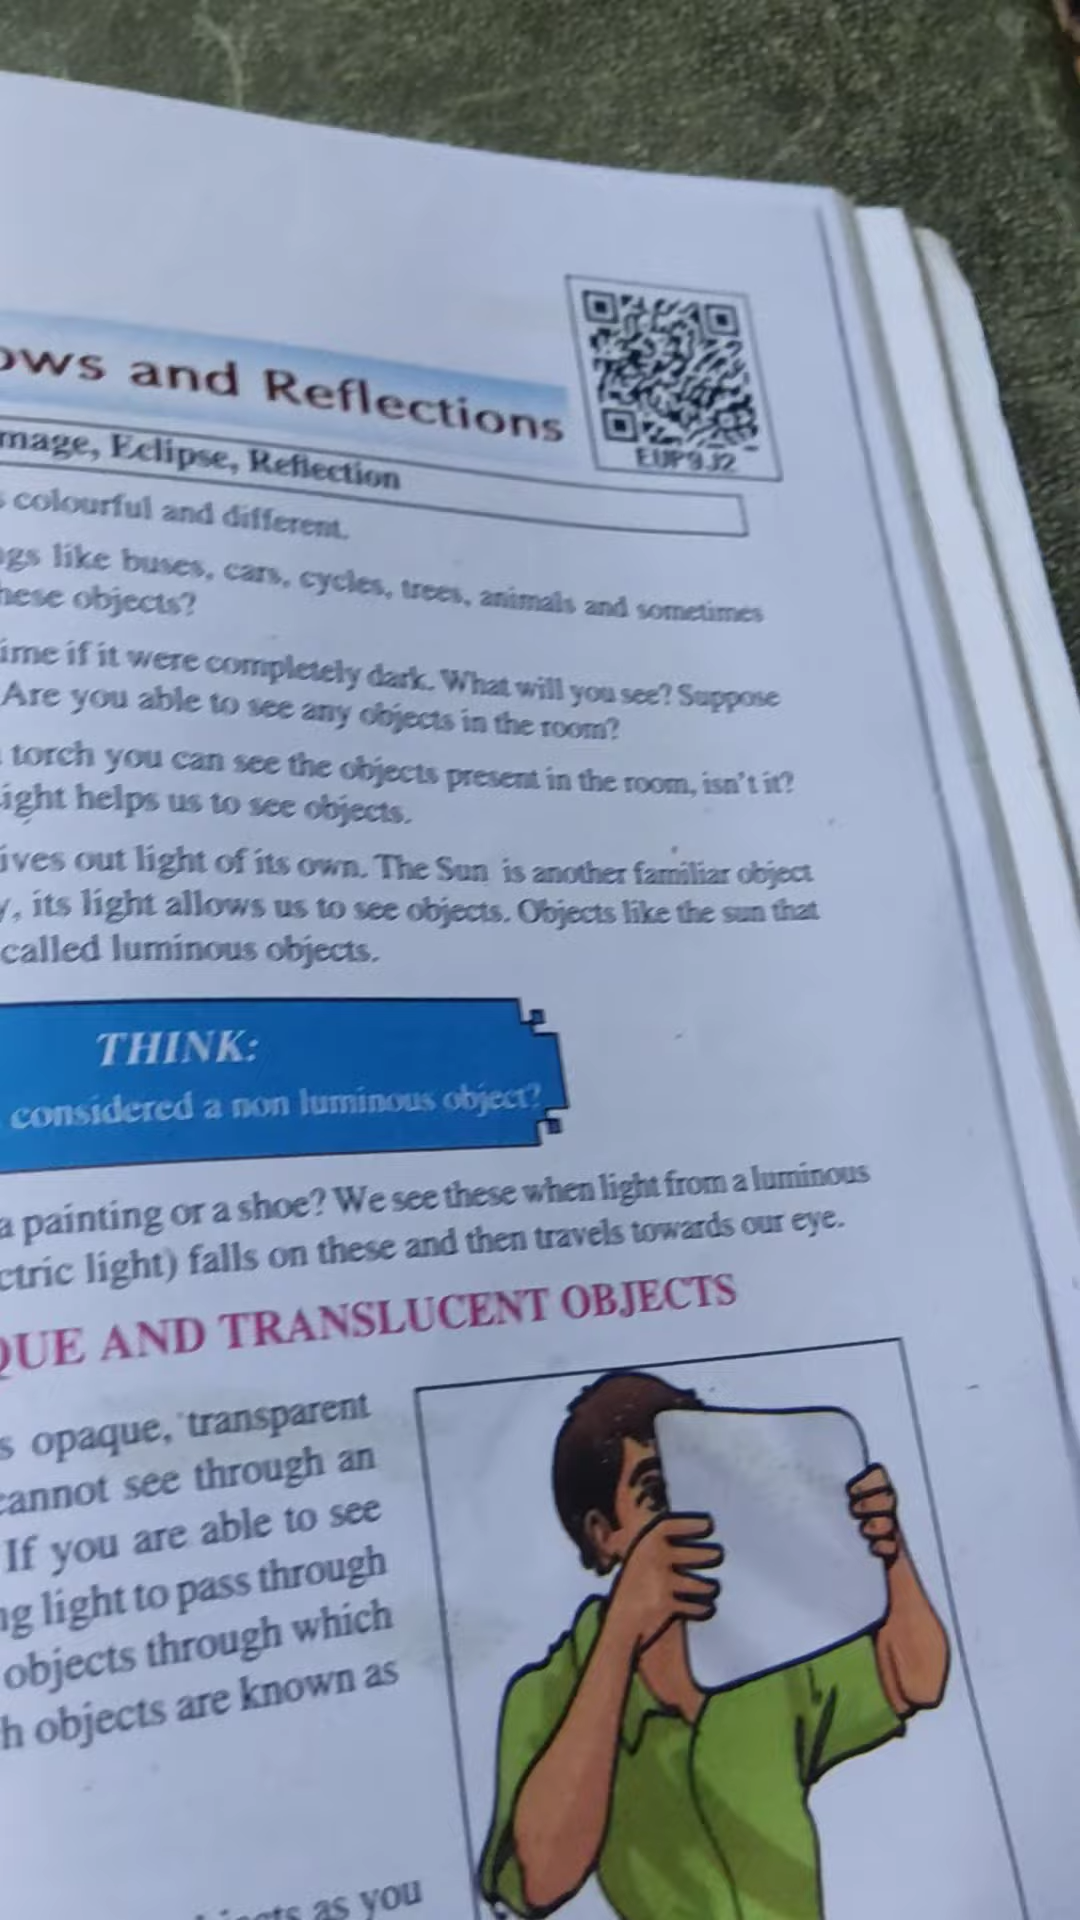 EUP9J2
ows and Reflections
mage, Eclipse, Reflection
s colourful and different.
ngs like buses, cars, cycles, trees, animals and sometimes
hese objects?
ime if it were completely dark. What will you see? Suppose
Are you able to see any objects in the room?
torch you can see the objects present in the room, isn't it?
ight helps us to see objects.
ives out light of its own. The Sun is another familiar object
y, its light allows us to see objects. Objects like the sun that
called luminous objects.
THINK:
considered a non luminous object?
a painting or a shoe? We see these when light from a luminous
ctric light) falls on these and then travels towards our eye.
QUE AND TRANSLUCENT OBJECTS
s opaque, transparent
cannot see through an
If you are able to see
ng light to pass through
objects through which
h objects are known as
as you